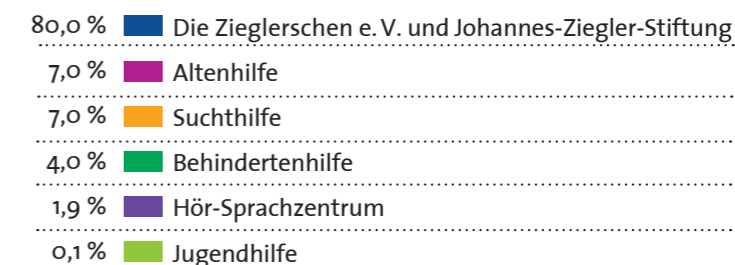 80,0 % Die Zieglerschen e. V. und Johannes-Ziegler-Stiftung
7,0 % Altenhilfe
7,0 % Suchthilfe
4,0 % Behindertenhilfe
1,9 % Hör-Sprachzentrum
0,1 % Jugendhilfe